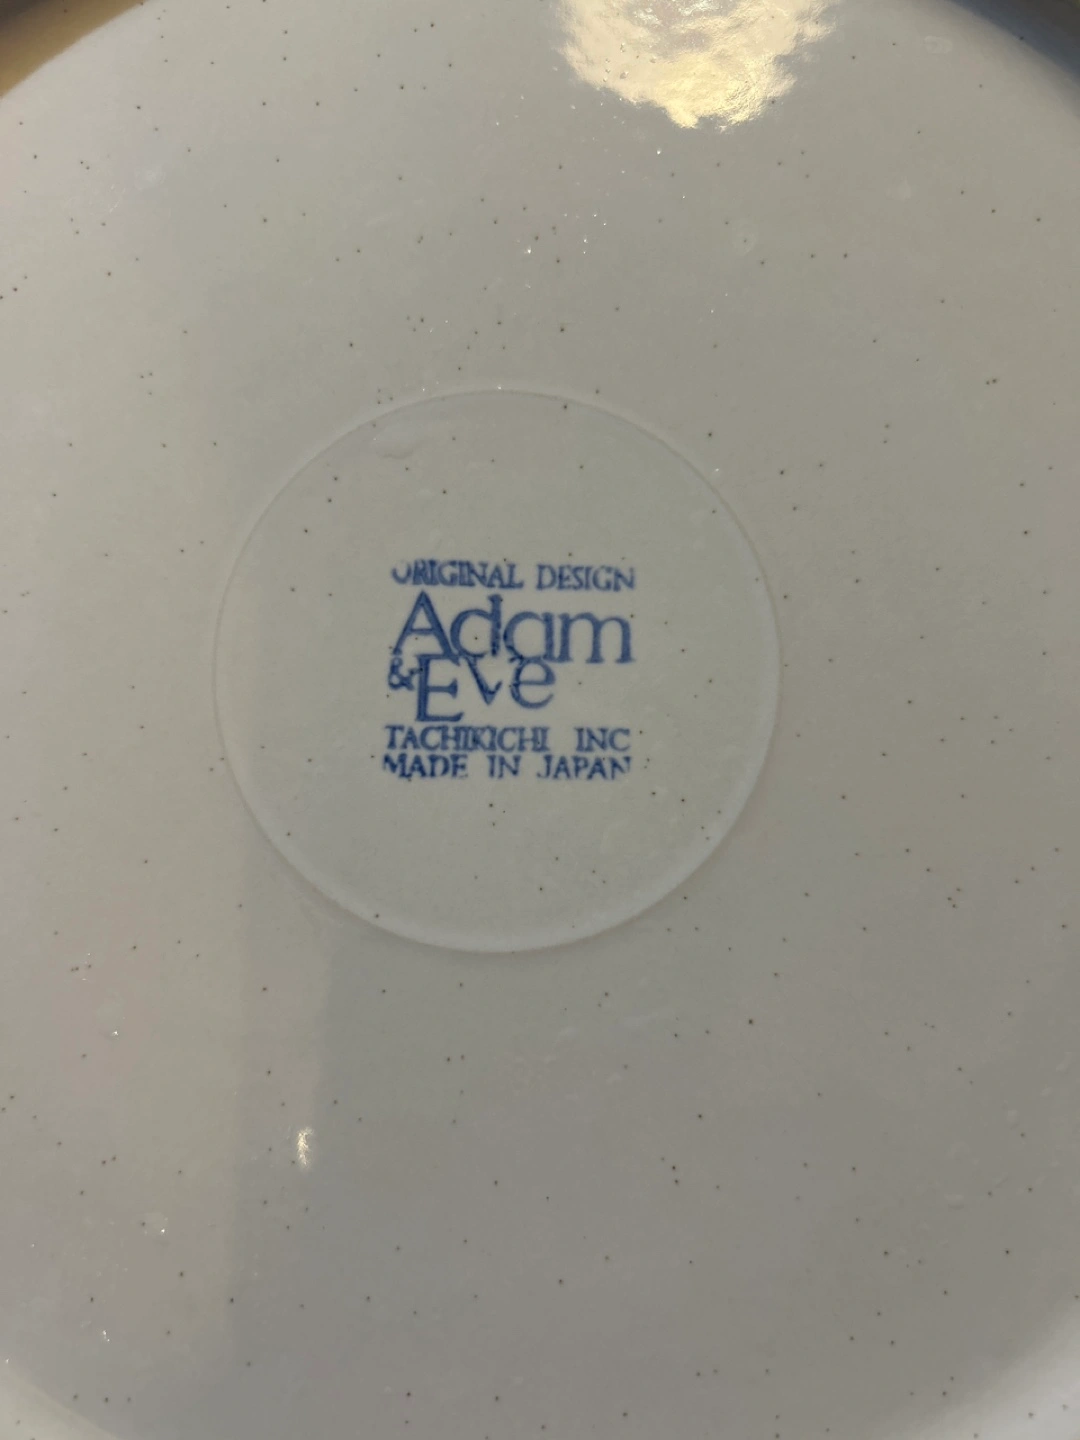 ORIGINAL DESIGN
Adam
&Eve
TACHIKICHI INC
MADE IN JAPAN